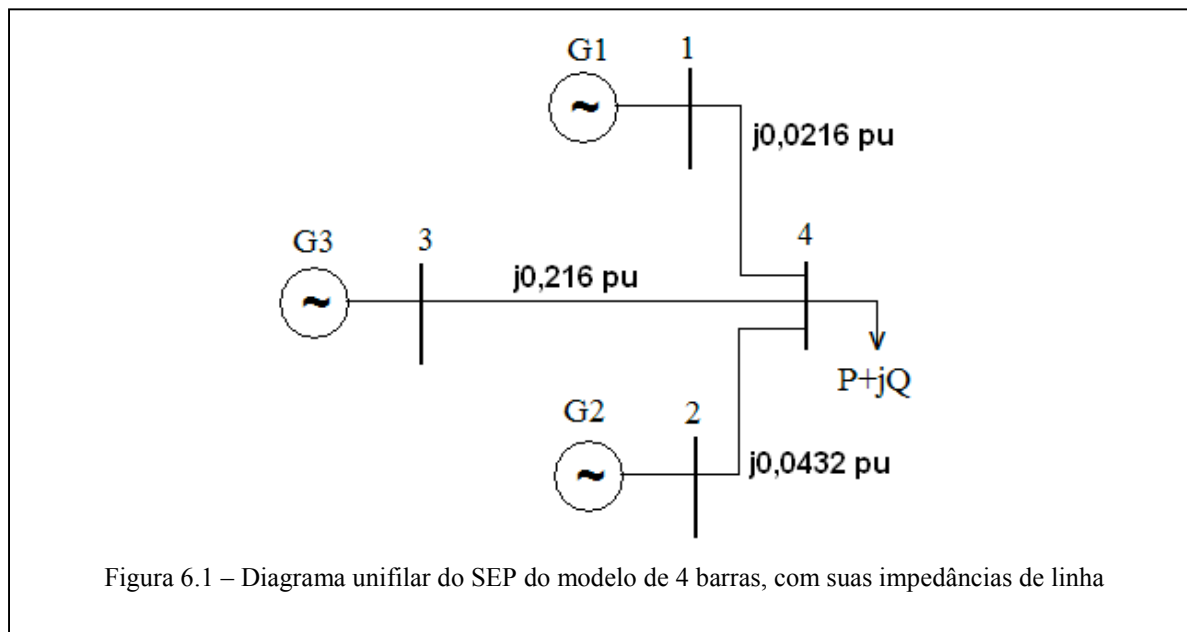 G1
1
j0,0216 pu
G3
3
4
j0,216 pu
P+jQ
G2
2
j0,0432 pu
Figura 6.1 – Diagrama unifilar do SEP do modelo de 4 barras, com suas impedâncias de linha